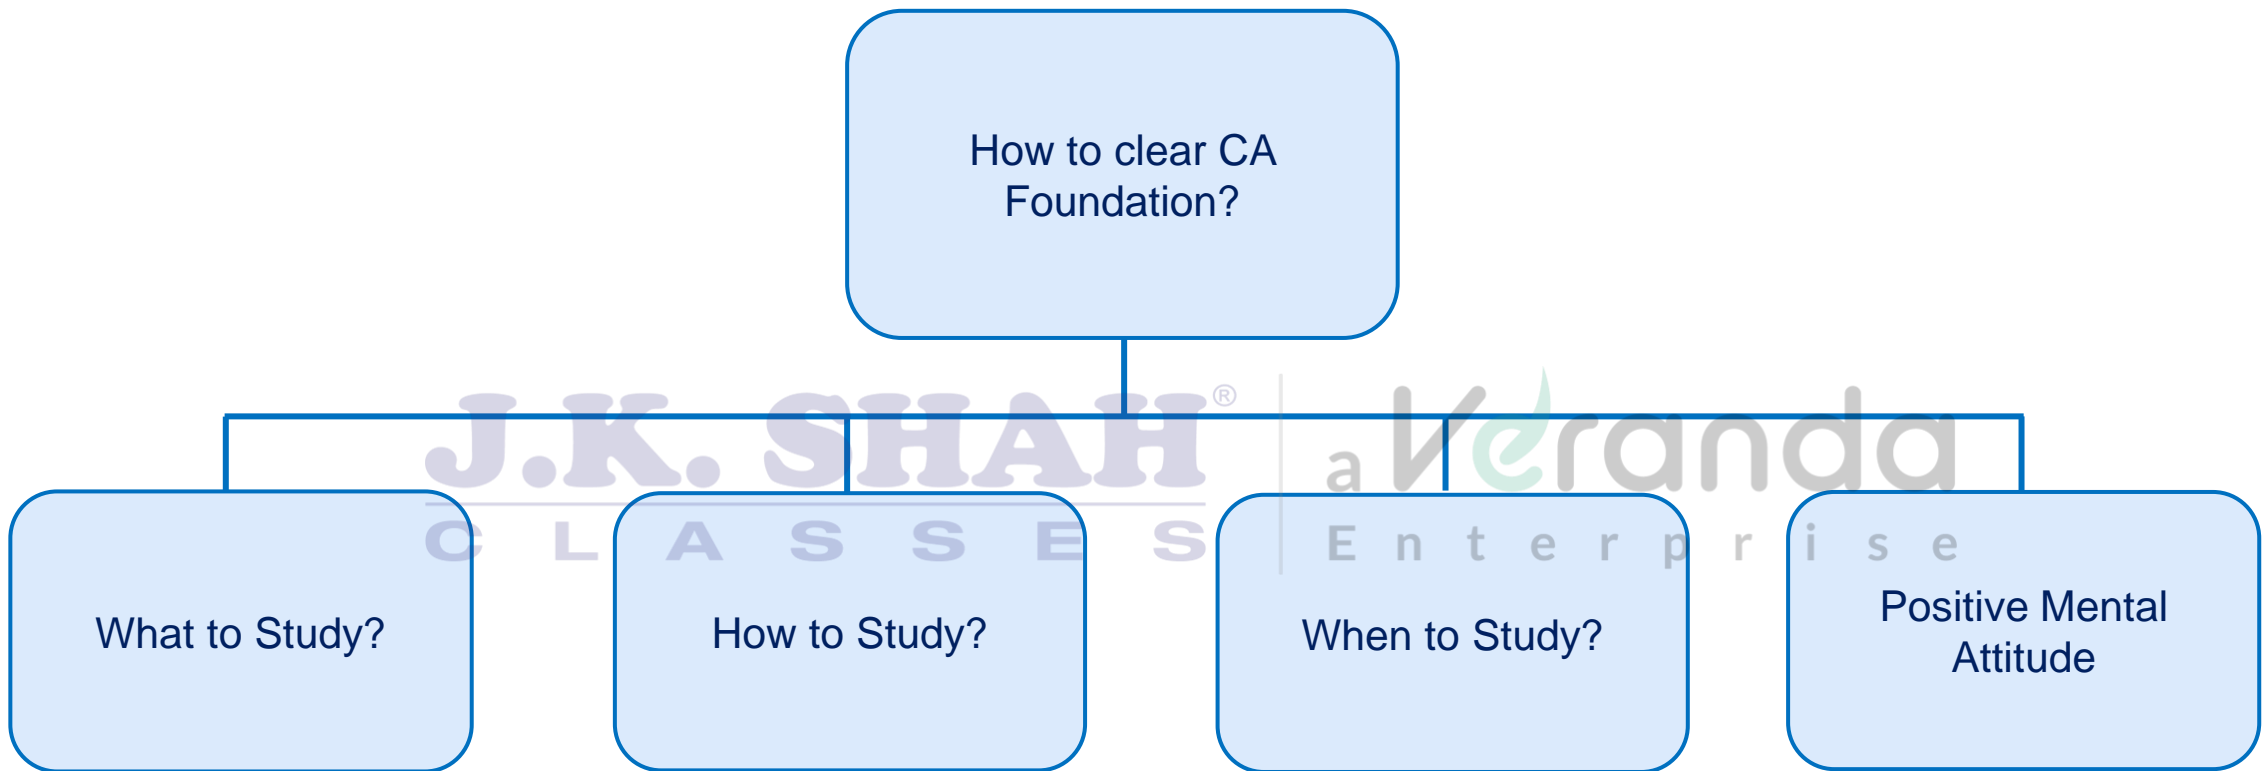 How to clear CA
Foundation?
J.K. SHAH®
CLASSES
a Veranda
Enterprise
What to Study?
How to Study?
When to Study?
Positive Mental
Attitude